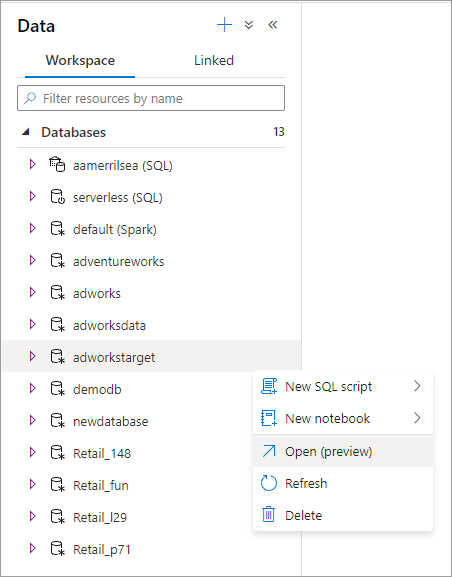 Data
Workspace Linked
Filter resources by name
Databases 13
aamerrilsea (SQL)
serverless (SQL)
default (Spark)
adventureworks
adworks
adworksdata
adworkstarget
demodb
newdatabase
Retail_148
Retail_fun
Retail_l29
Retail_p71
New SQL script
New notebook
Open (preview)
Refresh
Delete